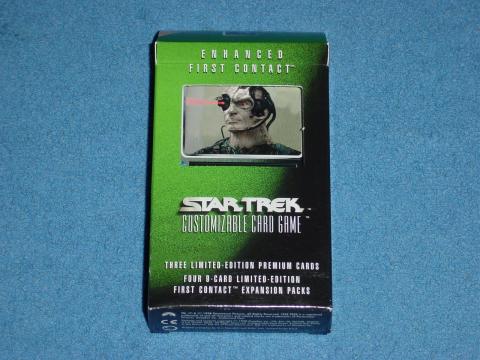 ENHANCED
FIRST CONTACT™
STAR TREK
CUSTOMIZABLE CARD GAME™
THREE LIMITED-EDITION PREMIUM CARDS
FOUR 9-CARD LIMITED-EDITION
FIRST CONTACT™ EXPANSION PACKS